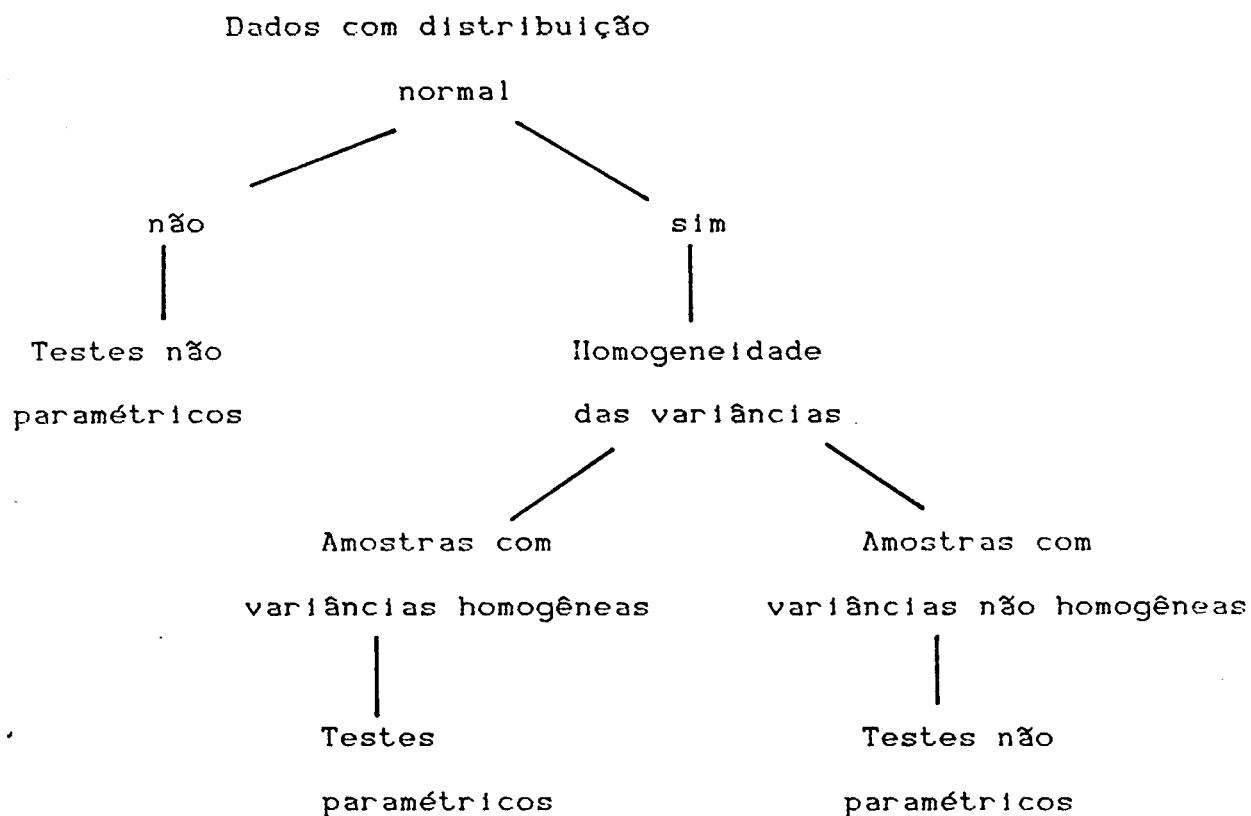 Dados com distribuição
normal
não
sim
Testes não
paramétricos
Homogeneidade
das variâncias
Amostras com
variâncias homogêneas
Amostras com
variâncias não homogêneas
Testes
paramétricos
Testes não
paramétricos